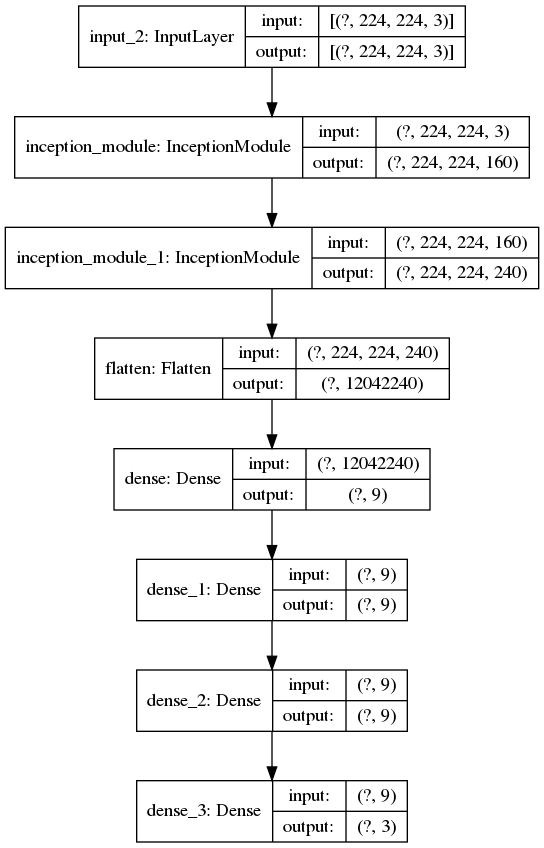 input_2: InputLayer
input:
[(?, 224, 224, 3)]
output:
[(?, 224, 224, 3)]
inception_module: InceptionModule
input:
(?, 224, 224, 3)
output:
(?, 224, 224, 160)
inception_module_1: InceptionModule
input:
(?, 224, 224, 160)
output:
(?, 224, 224, 240)
flatten: Flatten
input:
(?, 224, 224, 240)
output:
(?, 12042240)
dense: Dense
input:
(?, 12042240)
output:
(?, 9)
dense_1: Dense
input:
(?, 9)
output:
(?, 9)
dense_2: Dense
input:
(?, 9)
output:
(?, 9)
dense_3: Dense
input:
(?, 9)
output:
(?, 3)